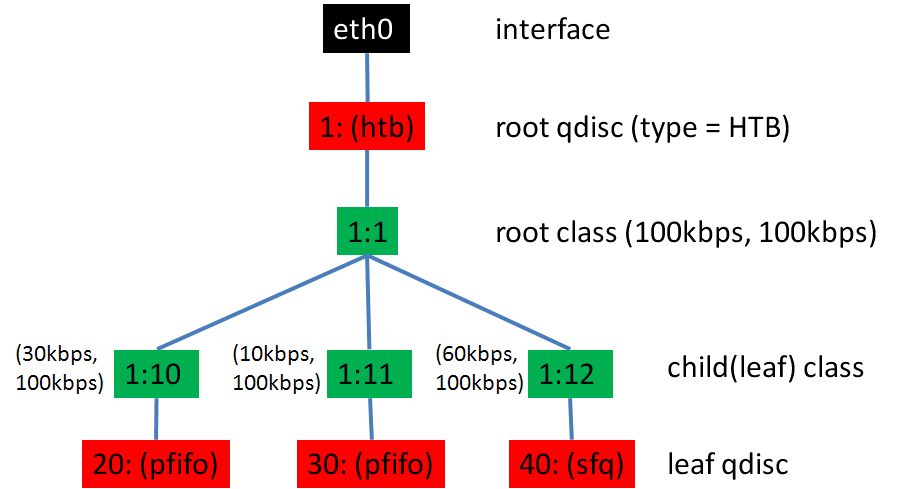 eth0
interface
1: (htb)
root qdisc (type = HTB)
1:1
root class (100kbps, 100kbps)
(30kbps,
100kbps)
1:10
(10kbps,
100kbps)
1:11
(60kbps,
100kbps)
1:12
child(leaf) class
20: (pfifo)
30: (pfifo)
40: (sfq)
leaf qdisc